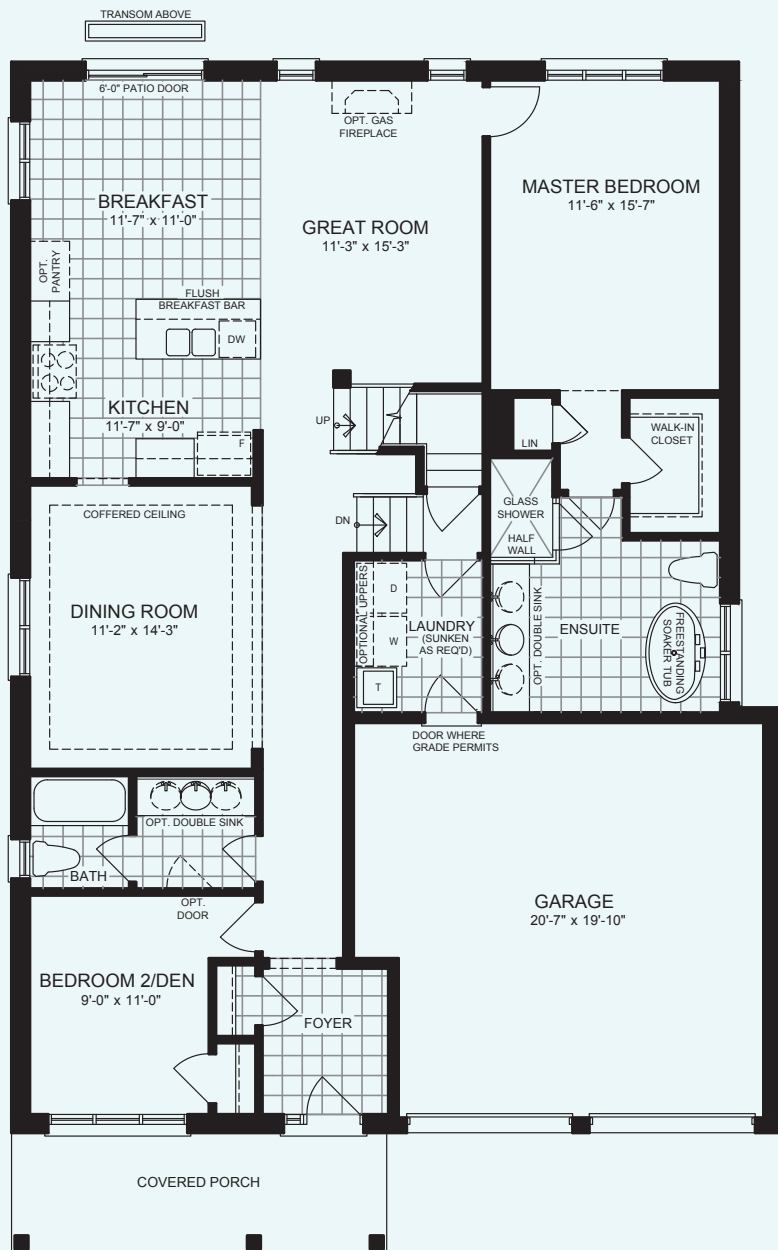 TRANSOM ABOVE
6'-0" PATIO DOOR
OPT. GAS
FIREPLACE
BREAKFAST
11'-7" x 11'-0"
GREAT ROOM
11'-3" x 15'-3"
MASTER BEDROOM
11'-6" x 15'-7"
OPT.
PANTRY
FLUSH
BREAKFAST BAR
DW
KITCHEN
11'-7" x 9'-0"
F
UP
LIN
WALK-IN
CLOSET
COFFERED CEILING
DN
GLASS
SHOWER
HALF
WALL
DINING ROOM
11'-2" x 14'-3"
OPTIONAL UPPERS
D
W
T
LAUNDRY
(SUNKEN
AS REQ'D)
OPT. DOUBLE SINK
ENSUITE
FREESTANDING
SOAKER TUB
DOOR WHERE
GRADE PERMITS
OPT. DOUBLE SINK
BATH
OPT.
DOOR
GARAGE
20'-7" x 19'-10"
BEDROOM 2/DEN
9'-0" x 11'-0"
FOYER
COVERED PORCH